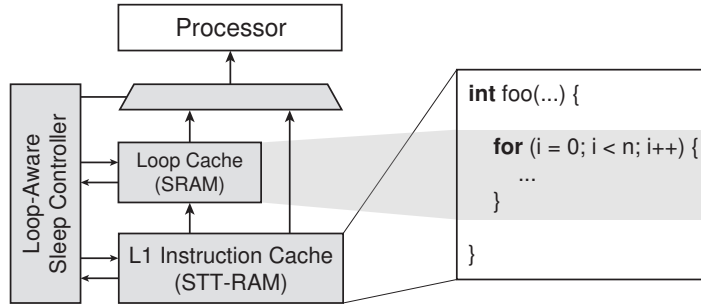 Processor
Loop-Aware
Sleep Controller
Loop Cache
(SRAM)
L1 Instruction Cache
(STT-RAM)
int foo(...) {
for (i = 0; i < n; i++) {
...
}
}